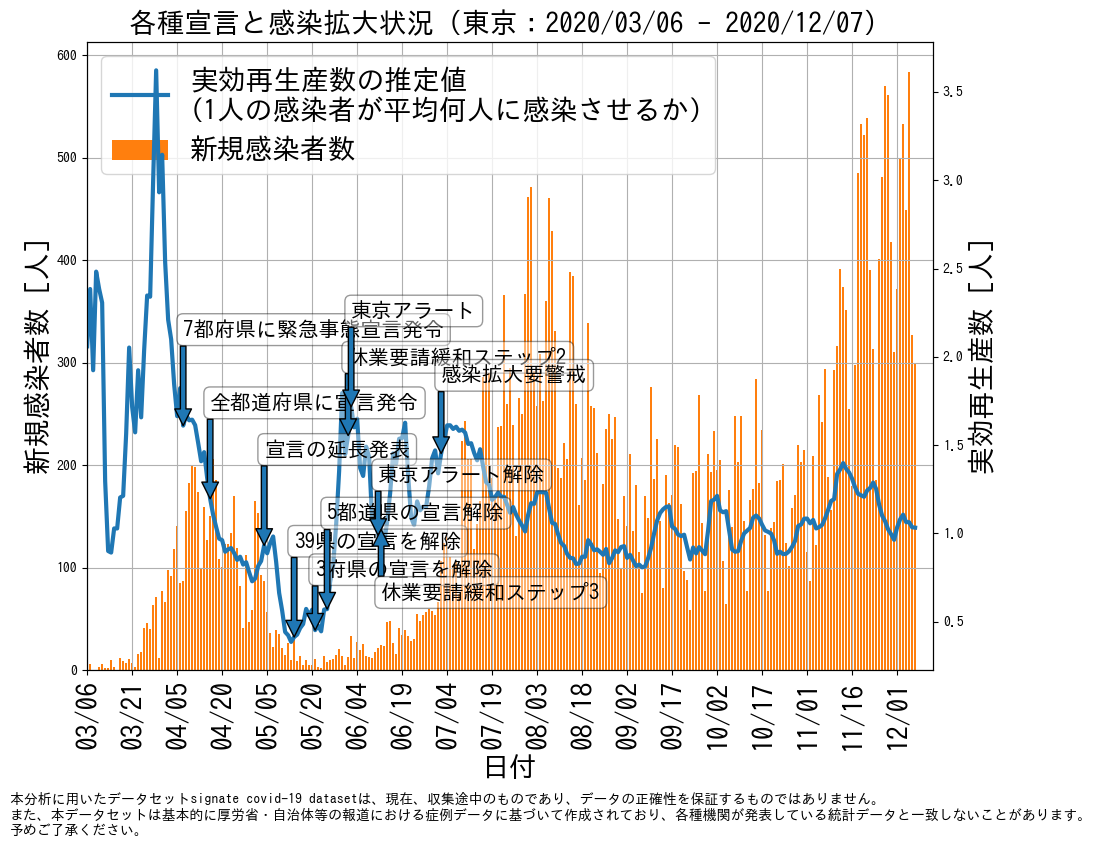 各種宣言と感染拡大状況 (東京：2020/03/06 - 2020/12/07)
実効再生産数の推定値
(1人の感染者が平均何人に感染させるか)
新規感染者数
新規感染者数 [人]
600
500
400
300
200
100
0
実効再生産数 [人]
3.5
3.0
2.5
2.0
1.5
1.0
0.5
東京アラート
7都府県に緊急事態宣言発令
休業要請緩和ステップ2
感染拡大要警戒
全都道府県に宣言発令
宣言の延長発表
東京アラート解除
5都道県の宣言解除
39県の宣言を解除
3府県の宣言を解除
休業要請緩和ステップ3
03/06
03/21
04/05
04/20
05/05
05/20
06/04
06/19
07/04
07/19
08/03
08/18
09/02
09/17
10/02
10/17
11/01
11/16
12/01
日付
本分析に用いたデータセットsignate covid-19 datasetは、現在、収集途中のものであり、データの正確性を保証するものではありません。
また、本データセットは基本的に厚労省・自治体等の報道における症例データに基づいて作成されており、各種機関が発表している統計データと一致しないことがあります。
予めご了承ください。